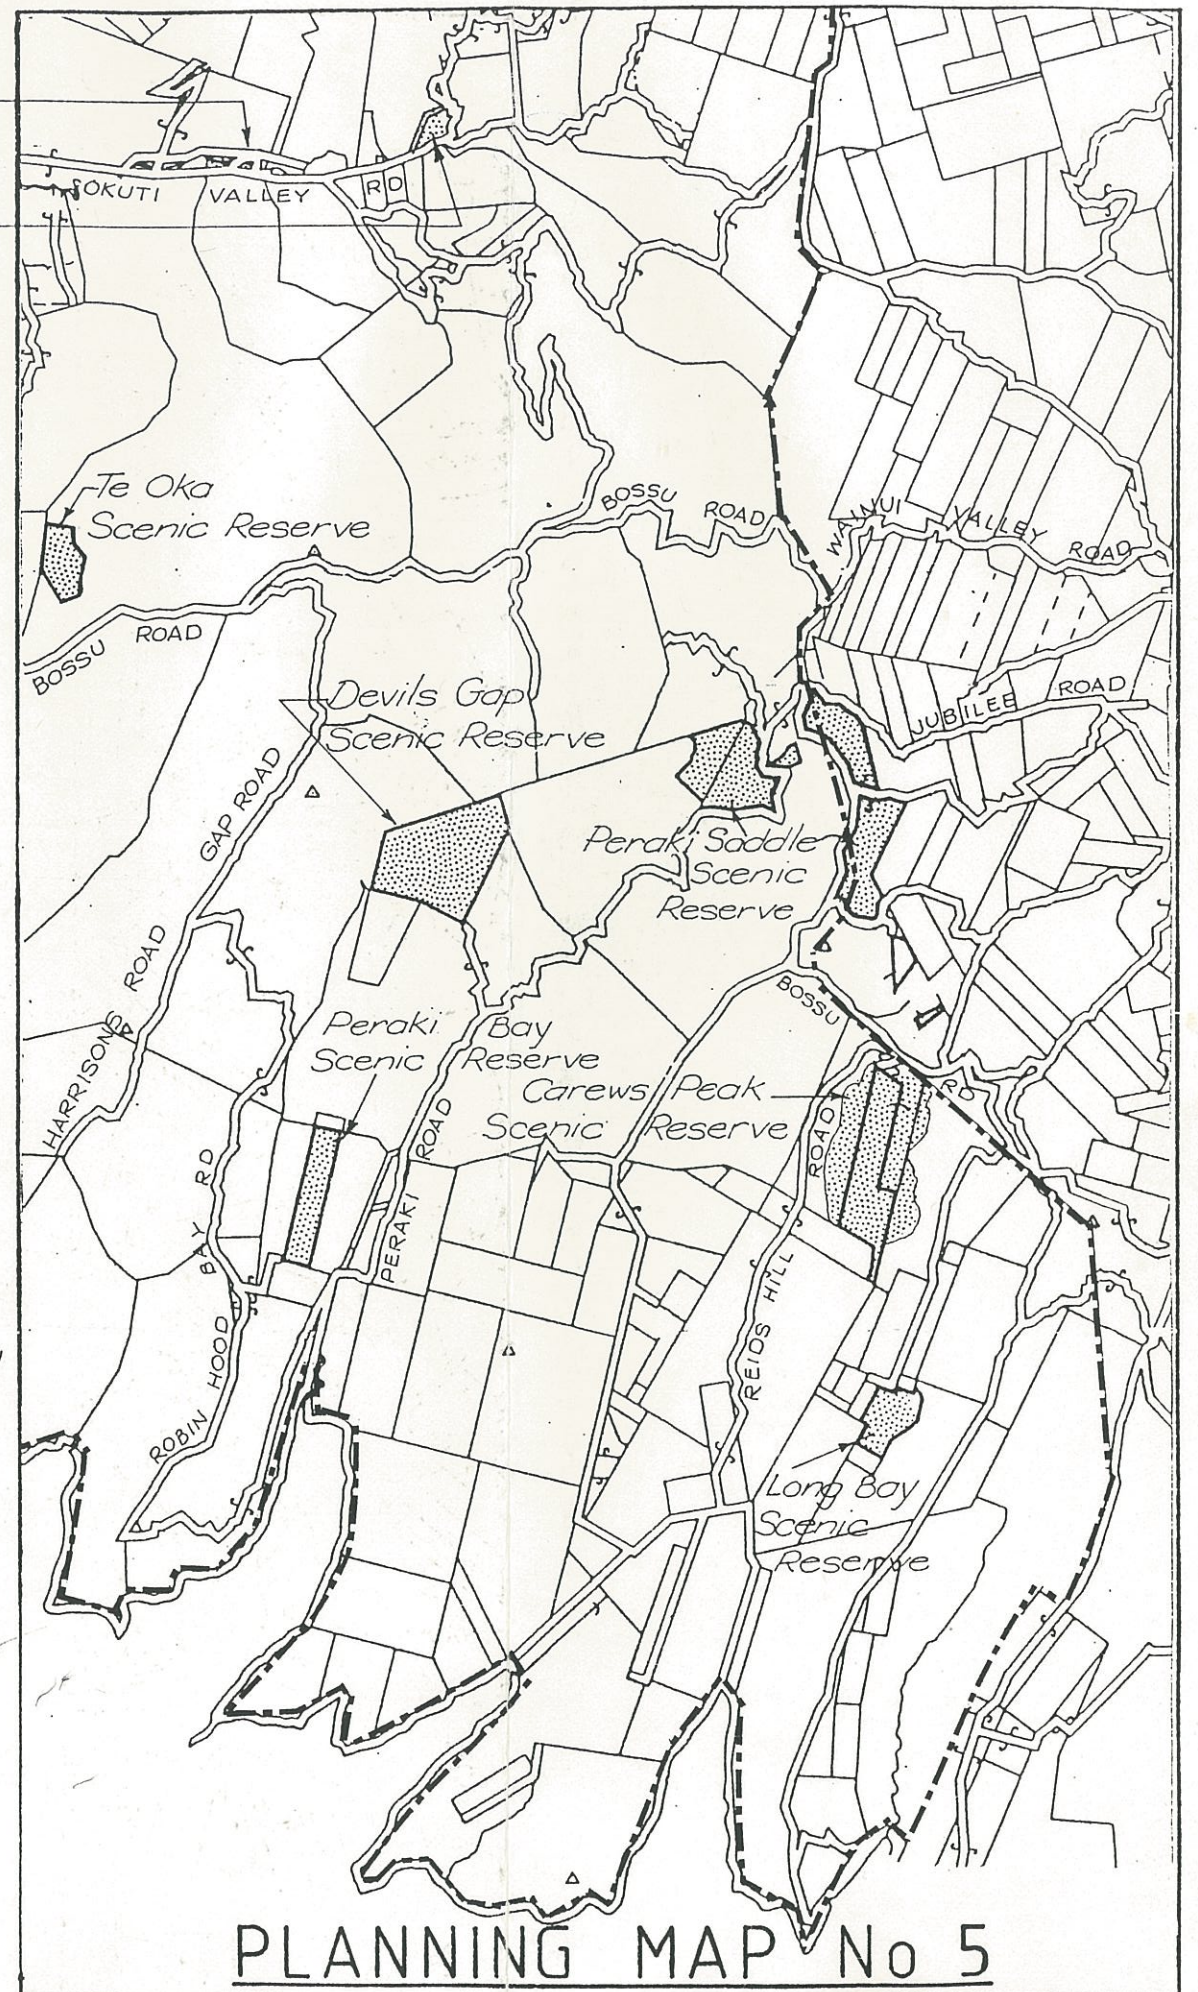 OKUTI VALLEY RD
Te Oka
Scenic Reserve
BOSSU ROAD
WAINUI VALLEY ROAD
BOSSU ROAD
Devils Gap
Scenic Reserve
JUBILEE ROAD
GAP ROAD
Peraki Saddle
Scenic
Reserve
HARRISONS ROAD
BOSSU RD
Peraki Bay
Scenic Reserve
Carews Peak
Scenic Reserve
PERAKI ROAD
ROBIN HOOD BAY RD
REIDS HILL ROAD
Long Bay
Scenic
Reserve
PLANNING MAP No 5